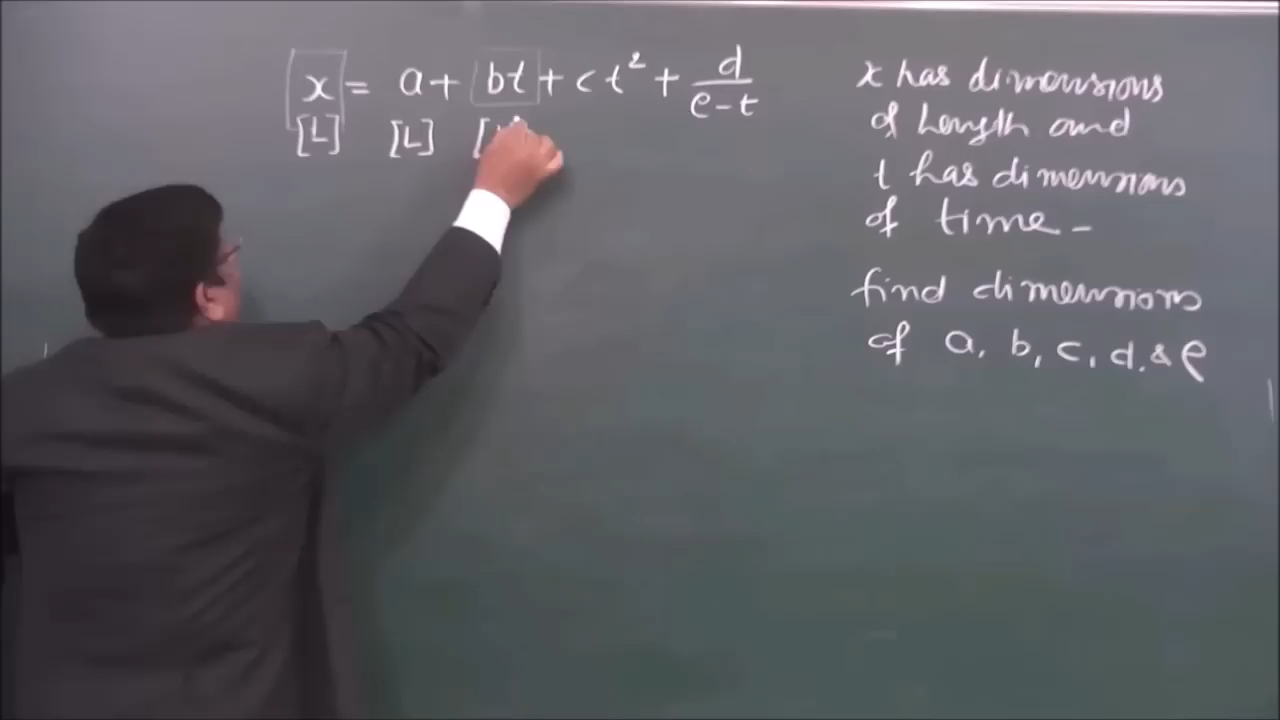 x = a + bt + ct² + d/(e-t)
[L] [L] [
x has dimensions
of length and
t has dimensions
of time -
find dimensions
of a, b, c, d, & e